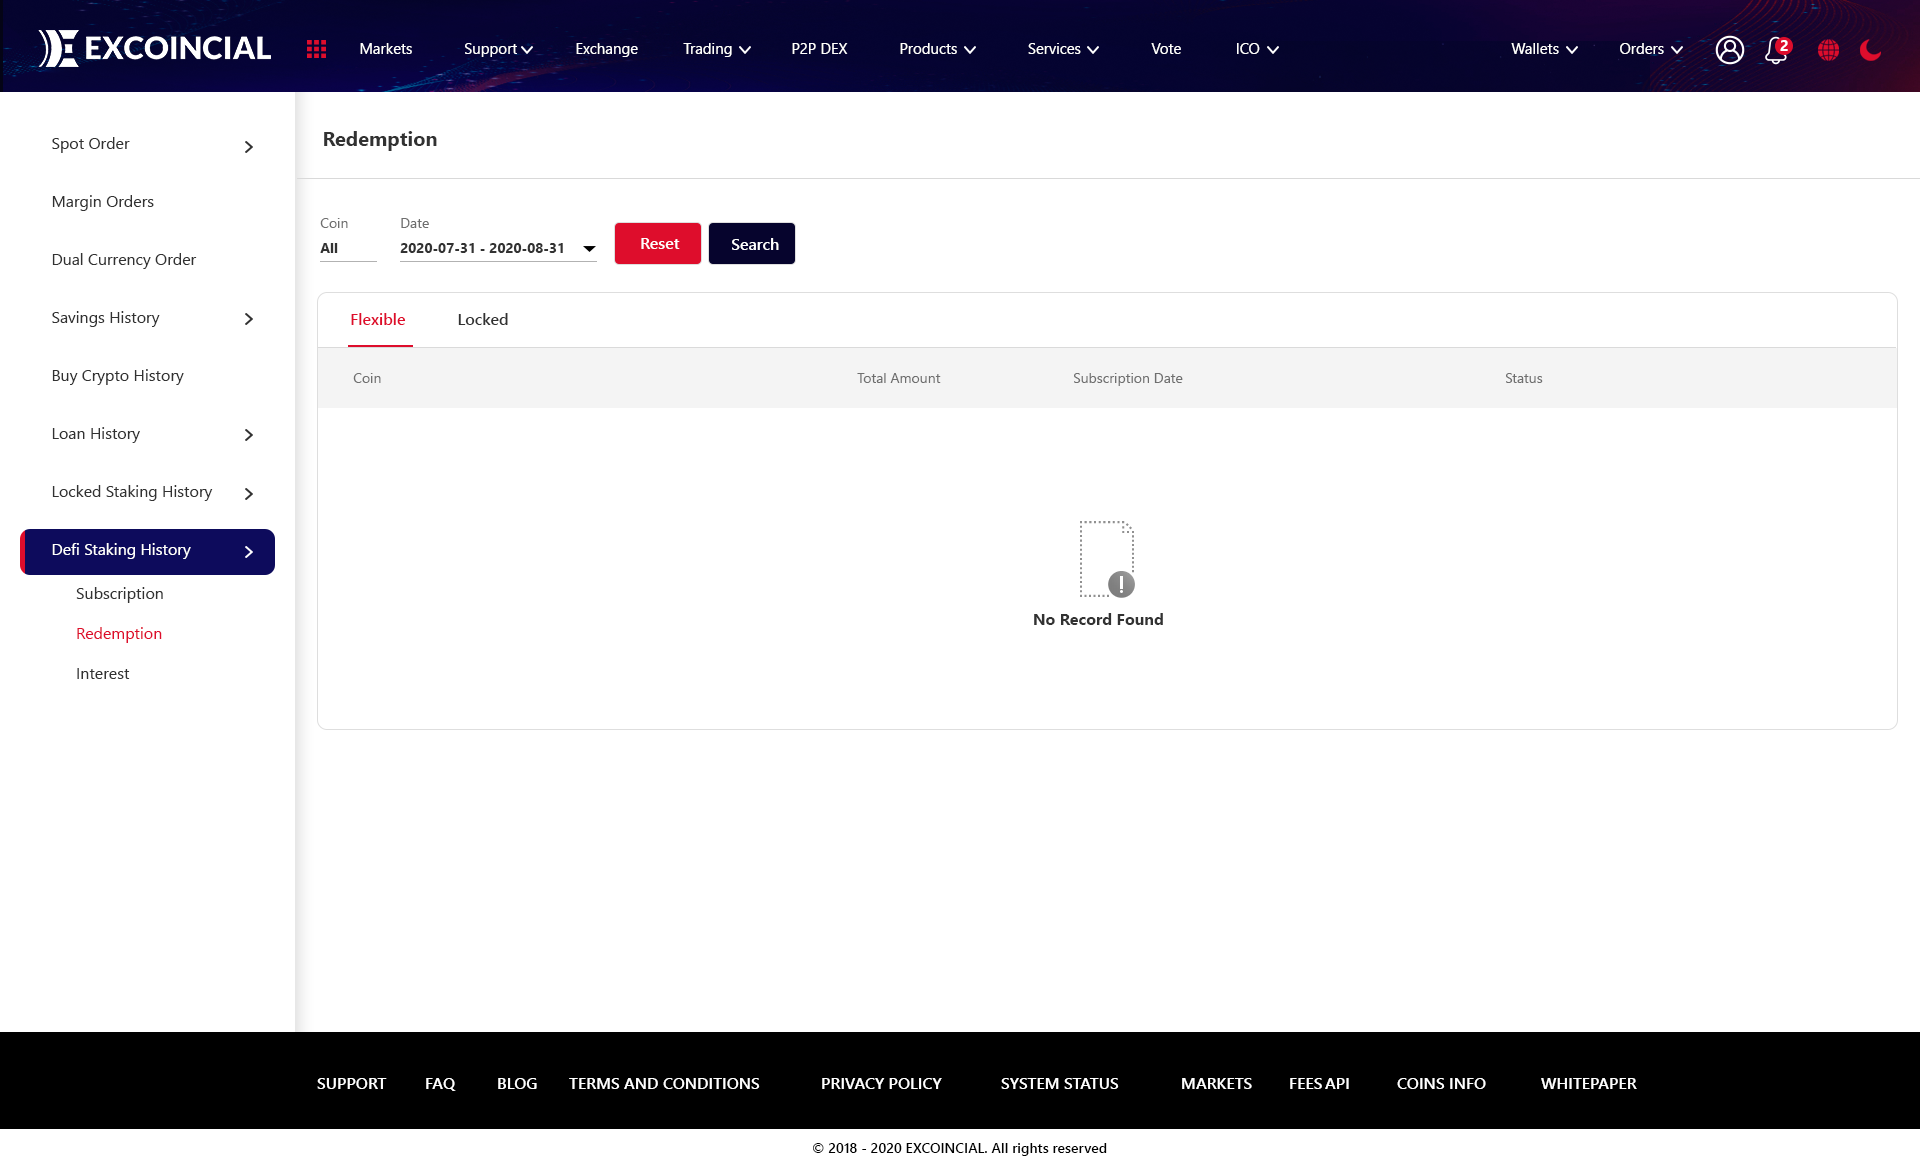 EXCOINCIAL
Markets
Support
Exchange
Trading
P2P DEX
Products
Services
Vote
ICO
Wallets
Orders
2
Spot Order
Margin Orders
Dual Currency Order
Savings History
Buy Crypto History
Loan History
Locked Staking History
Defi Staking History
Subscription
Redemption
Interest
Redemption
Coin
All
Date
2020-07-31 - 2020-08-31
Reset
Search
Flexible
Locked
Coin
Total Amount
Subscription Date
Status
No Record Found
SUPPORT
FAQ
BLOG
TERMS AND CONDITIONS
PRIVACY POLICY
SYSTEM STATUS
MARKETS
FEES API
COINS INFO
WHITEPAPER
© 2018 - 2020 EXCOINCIAL. All rights reserved